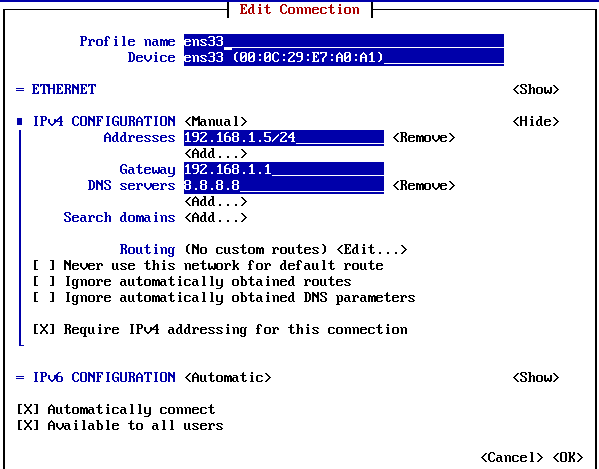 Edit Connection
Profile name ens33
Device ens33 (00:0C:29:E7:A0:A1)
= ETHERNET <Show>
IPv4 CONFIGURATION <Manual> <Hide>
Addresses 192.168.1.5/24 <Remove>
<Add...>
Gateway 192.168.1.1
DNS servers 8.8.8.8 <Remove>
<Add...>
Search domains <Add...>
Routing (No custom routes) <Edit...>
[ ] Never use this network for default route
[ ] Ignore automatically obtained routes
[ ] Ignore automatically obtained DNS parameters
[X] Require IPv4 addressing for this connection
= IPv6 CONFIGURATION <Automatic> <Show>
[X] Automatically connect
[X] Available to all users
<Cancel> <OK>